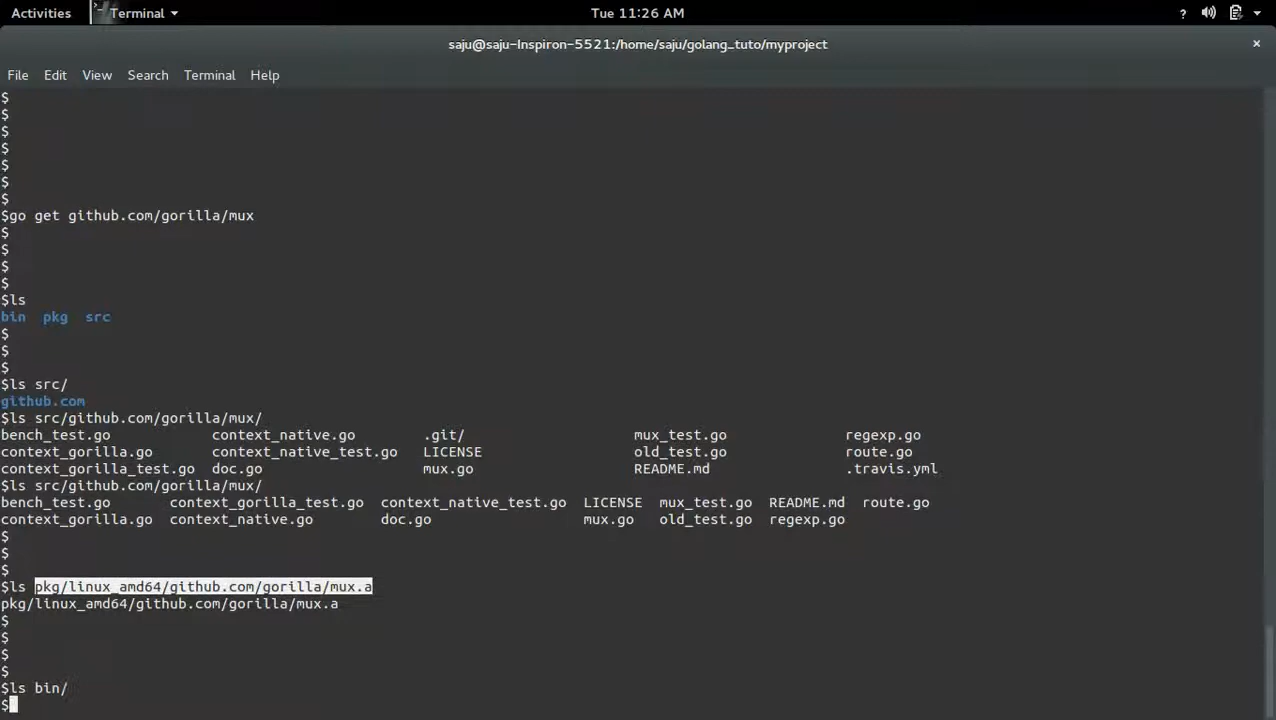 Activities Terminal Tue 11:26 AM ?
saju@saju-Inspiron-5521:/home/saju/golang_tuto/myproject ×
File Edit View Search Terminal Help
$
$
$
$
$
$
$
$go get github.com/gorilla/mux
$
$
$
$
$ls
bin pkg src
$
$
$
$ls src/
github.com
$ls src/github.com/gorilla/mux/
bench_test.go context_native.go .git/ mux_test.go regexp.go
context_gorilla.go context_native_test.go LICENSE old_test.go route.go
context_gorilla_test.go doc.go mux.go README.md .travis.yml
$ls src/github.com/gorilla/mux/
bench_test.go context_gorilla_test.go context_native_test.go LICENSE mux_test.go README.md route.go
context_gorilla.go context_native.go doc.go mux.go old_test.go regexp.go
$
$
$
$ls pkg/linux_amd64/github.com/gorilla/mux.a
pkg/linux_amd64/github.com/gorilla/mux.a
$
$
$
$
$ls bin/
$